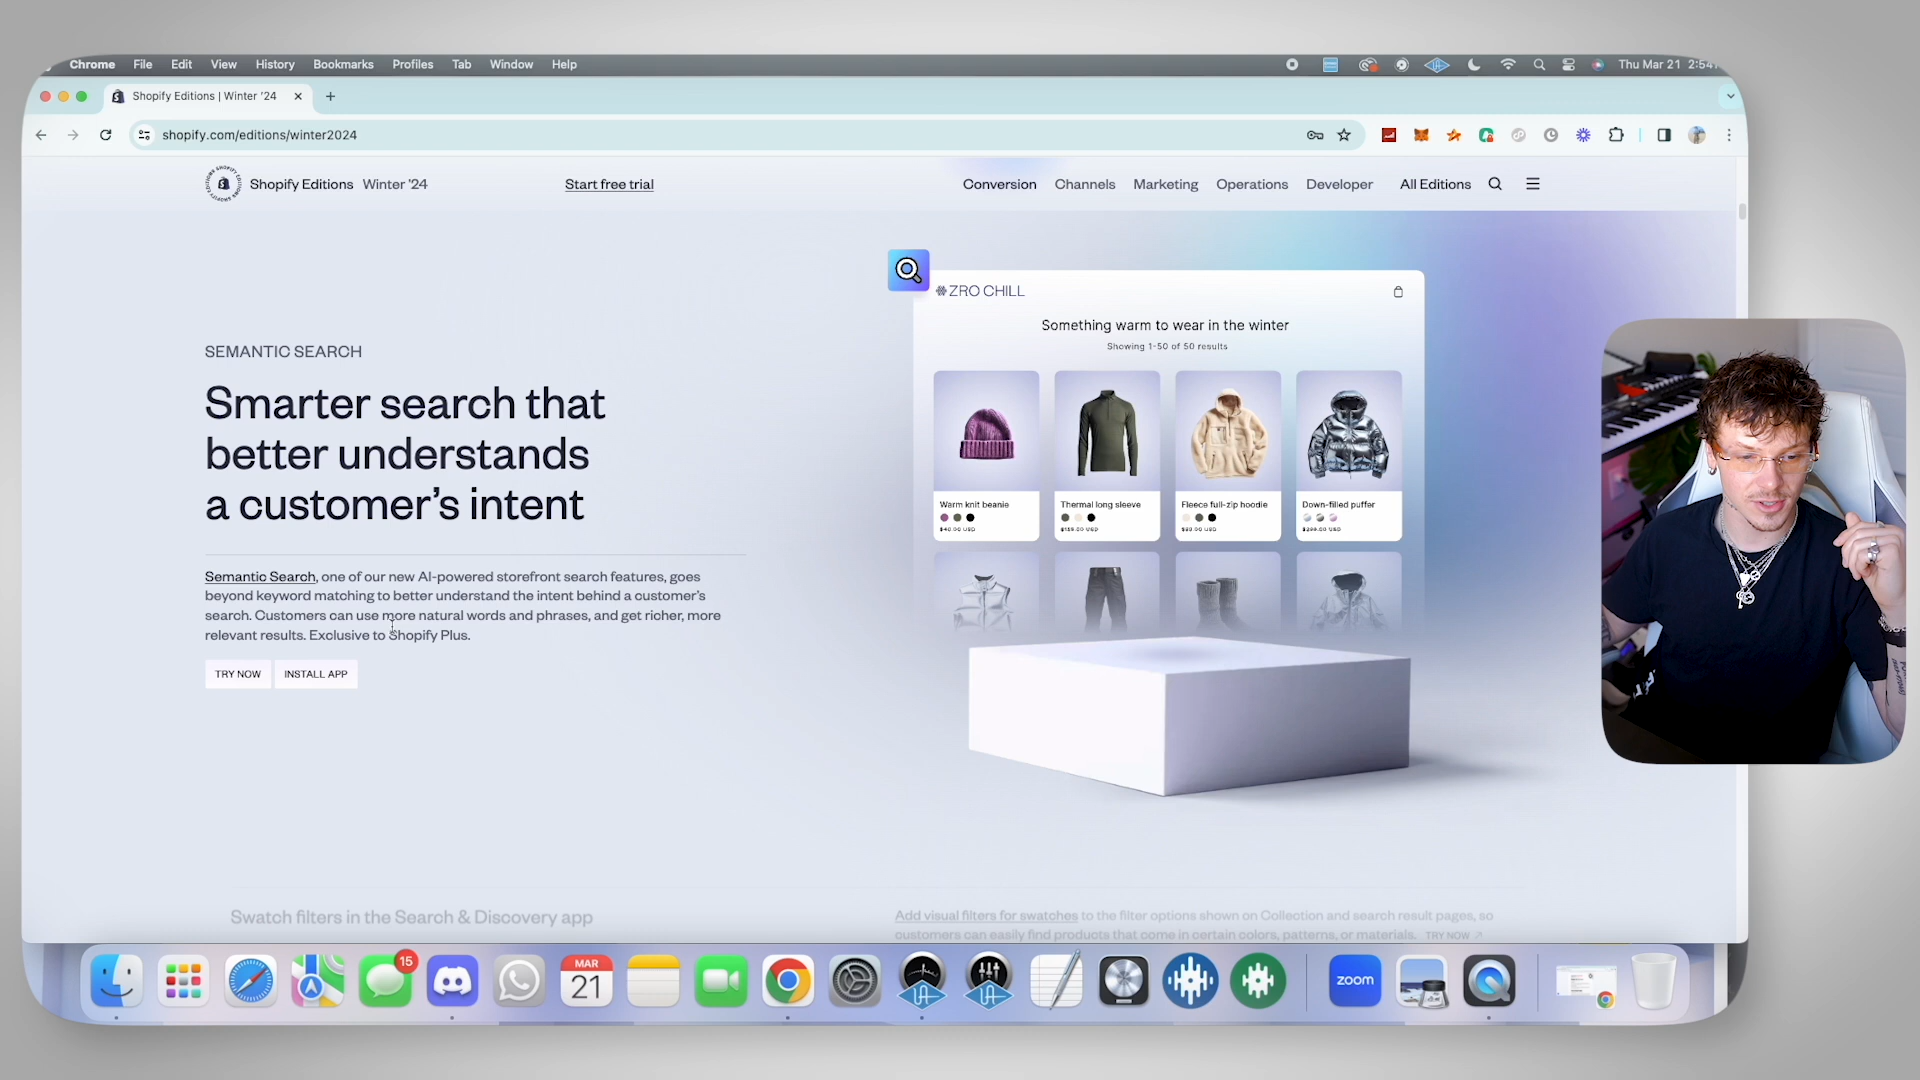 Chrome File Edit View History Bookmarks Profiles Tab Window Help
Thu Mar 21 2:54
Shopify Editions | Winter '24
shopify.com/editions/winter2024
Shopify Editions Winter '24
Start free trial
Conversion Channels Marketing Operations Developer All Editions
SEMANTIC SEARCH
Smarter search that
better understands
a customer's intent
Semantic Search, one of our new AI-powered storefront search features, goes
beyond keyword matching to better understand the intent behind a customer's
search. Customers can use more natural words and phrases, and get richer, more
relevant results. Exclusive to Shopify Plus.
TRY NOW INSTALL APP
ZRO CHILL
Something warm to wear in the winter
Showing 1-50 of 50 results
Warm knit beanie
$40.00 USD
Thermal long sleeve
$159.00 USD
Fleece full-zip hoodie
Down-filled puffer
Swatch filters in the Search & Discovery app
Add visual filters for swatches to the filter options shown on Collection and search result pages, so
customers can easily find products that come in certain colors, patterns, or materials. TRY NOW
15
MAR
21
zoom